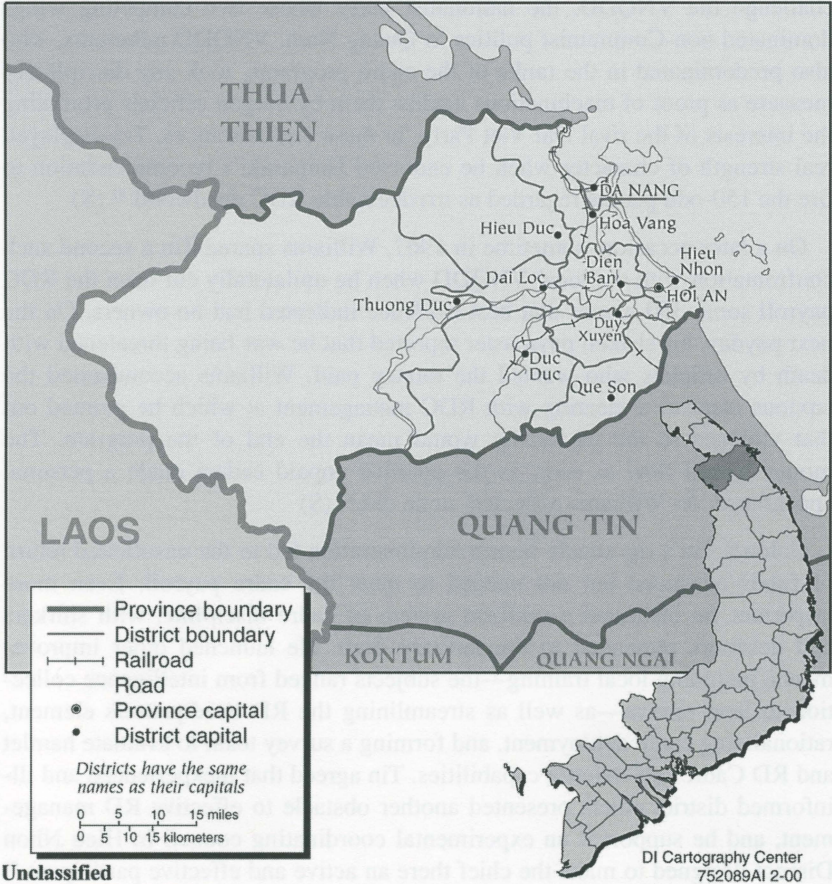 THUA
THIEN
DA NANG
Hieu Duc
Hoa Vang
Hieu
Nhon
Dien
Ban
Dai Loc
HOI AN
Thuong Duc
Duy
Xuyen
Duc
Duc
Que Son
LAOS
QUANG TIN
KONTUM
QUANG NGAI
Province boundary
District boundary
Railroad
Road
Province capital
District capital
Districts have the same
names as their capitals
0 5 10 15 miles
0 5 10 15 kilometers
DI Cartography Center
752089AI 2-00
Unclassified